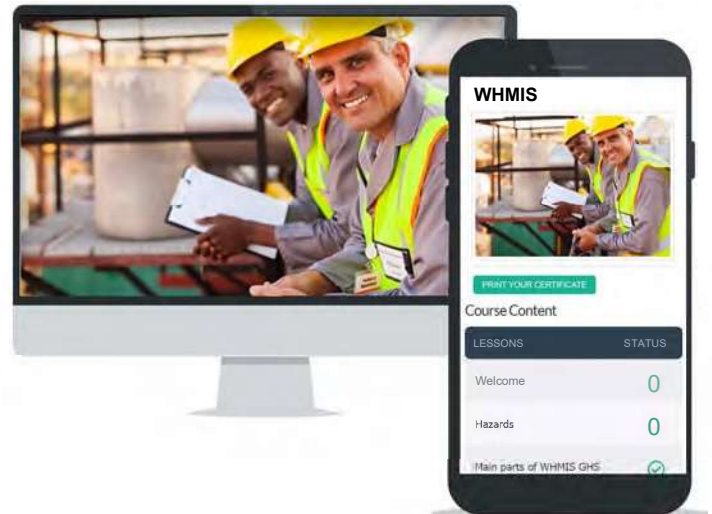 WHMIS
PRINT YOUR CERTIFICATE
Course Content
LESSONS STATUS
Welcome 0
Hazards 0
Main parts of WHMIS GHS